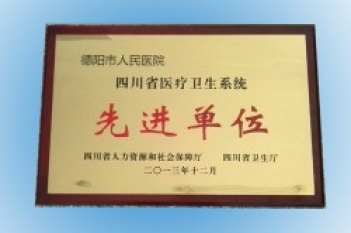 德阳市人民医院
四川省医疗卫生系统
先进单位
四川省人力资源和社会保障厅 四川省卫生厅
二〇一三年十二月